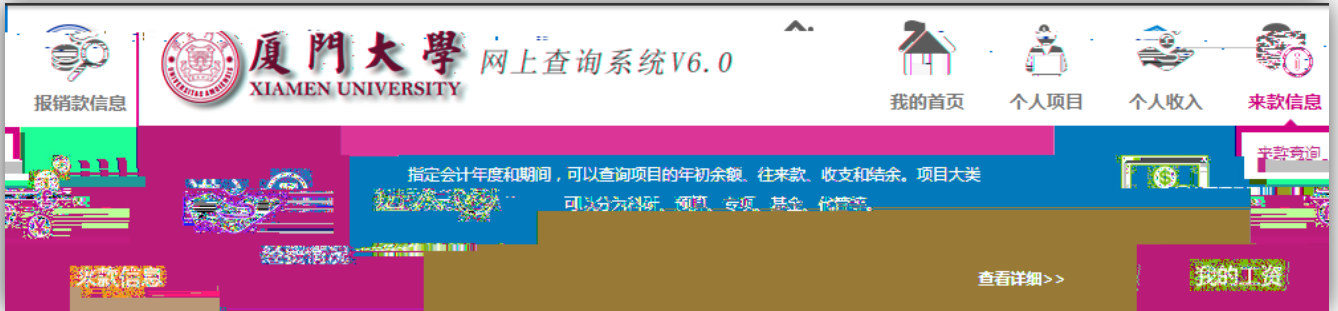 厦門大學
XIAMEN UNIVERSITY
网上查询系统V6.0
报销款信息
我的首页
个人项目
个人收入
来款信息
来款查询
指定会计年度和期间，可以查询项目的年初余额、往来款、收支和结余。项目大类
可以分为科研、预算、专项、基金、代管等。
来款信息
查看详细>>
我的工资